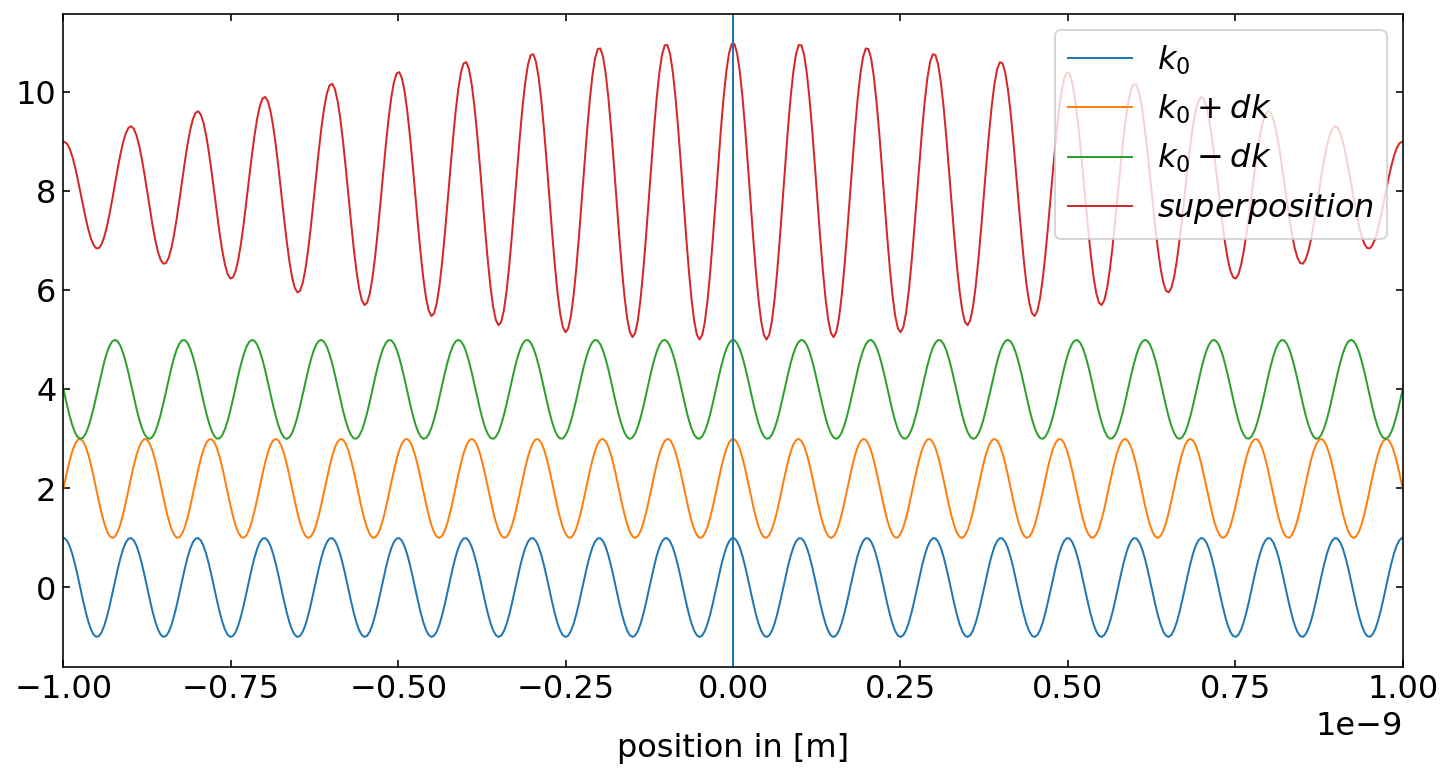 10
8
6
4
2
0
k₀
k₀ + dk
k₀ − dk
superposition
−1.00 −0.75 −0.50 −0.25 0.00 0.25 0.50 0.75 1.00
1e−9
position in [m]